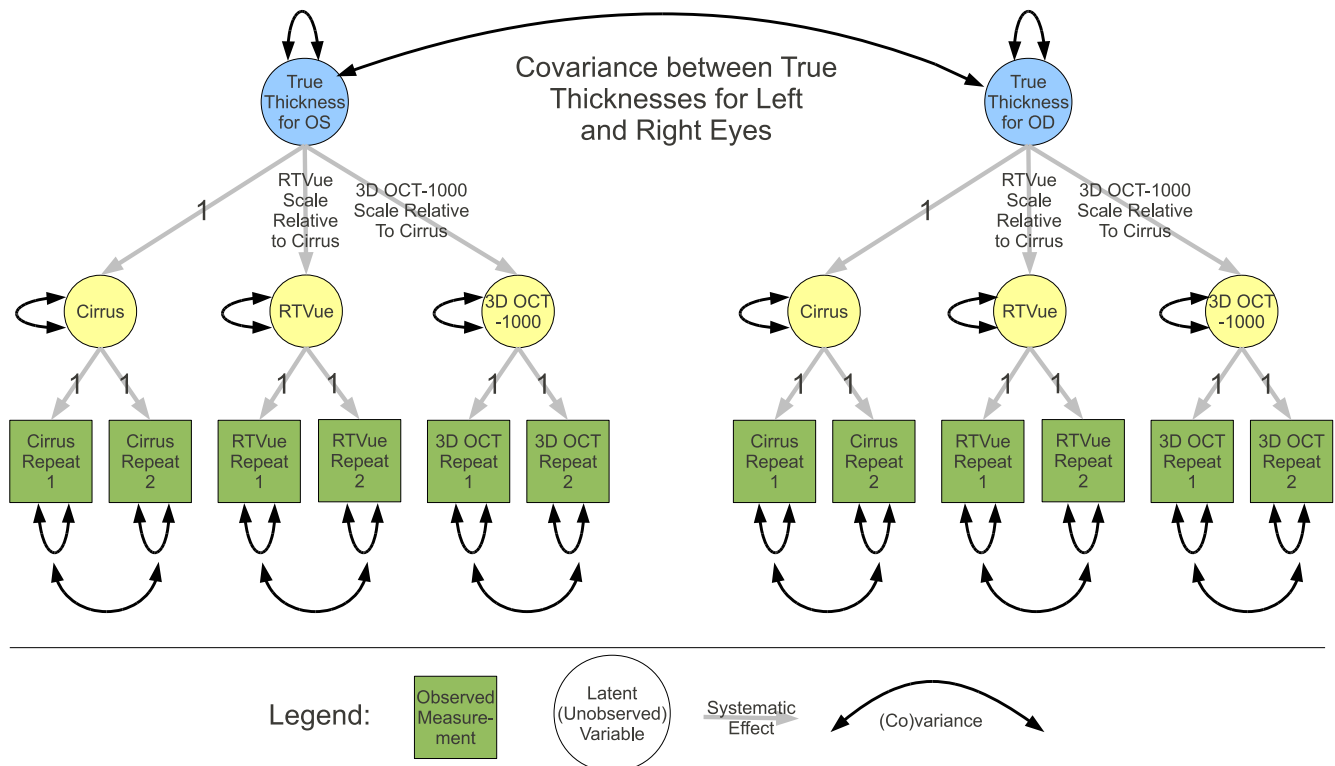 True
Thickness
for OS
Covariance between True
Thicknesses for Left
and Right Eyes
True
Thickness
for OD
1
RTVue
Scale
Relative
to Cirrus
3D OCT-1000
Scale Relative
To Cirrus
1
RTVue
Scale
Relative
to Cirrus
3D OCT-1000
Scale Relative
To Cirrus
Cirrus
RTVue
3D OCT
-1000
Cirrus
RTVue
3D OCT
-1000
1
1
1
1
1
1
1
1
1
1
1
1
Cirrus
Repeat
1
Cirrus
Repeat
2
RTVue
Repeat
1
RTVue
Repeat
2
3D OCT
Repeat
1
3D OCT
Repeat
2
Cirrus
Repeat
1
Cirrus
Repeat
2
RTVue
Repeat
1
RTVue
Repeat
2
3D OCT
Repeat
1
3D OCT
Repeat
2
Legend:
Observed
Measure-
ment
Latent
(Unobserved)
Variable
Systematic
Effect
(Co)variance